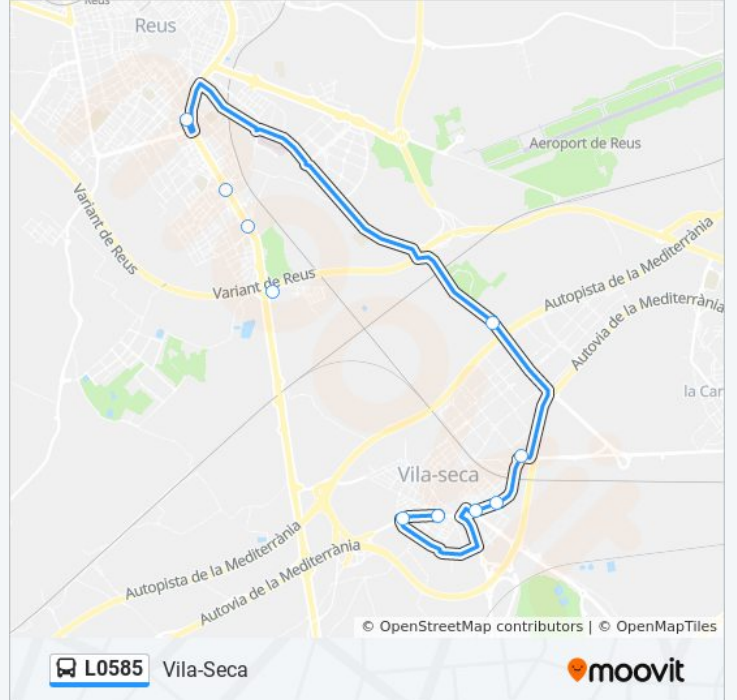 Reus
Reus
Aeroport de Reus
Variant de Reus
Variant de Reus
Autopista de la Mediterrània
Autovia de la Mediterrània
la Car
Vila-seca
Autopista de la Mediterrània
Autovia de la Mediterrània
© OpenStreetMap contributors | © OpenMapTiles
L0585 Vila-Seca moovit